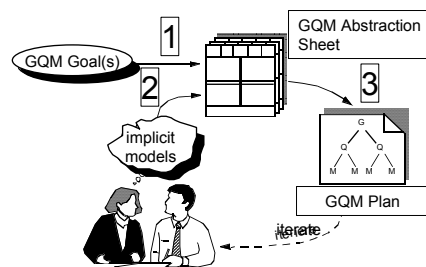 1
GQM Abstraction
Sheet
GQM Goal(s)
2
3
implicit
models
G
Q Q
M M M M
GQM Plan
iterate